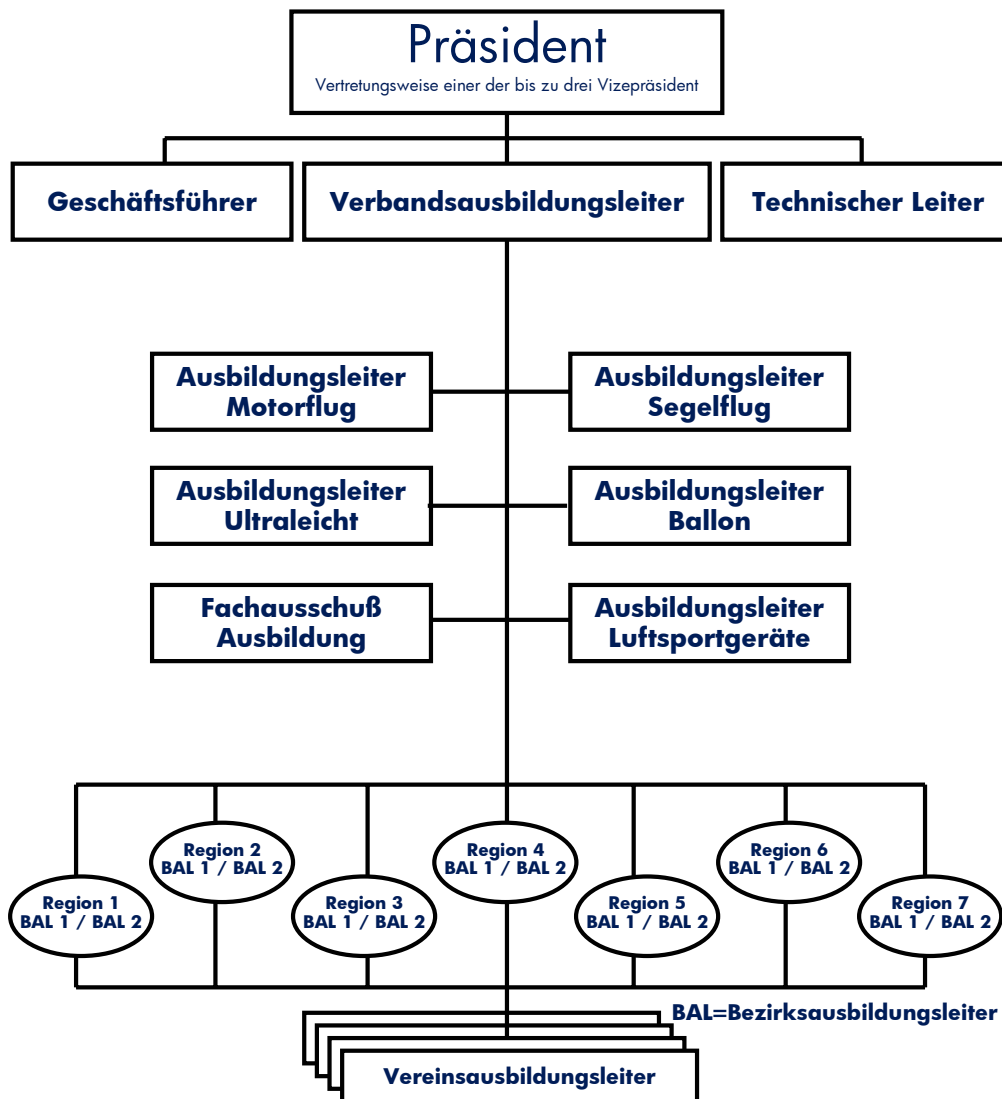 Präsident
Vertretungsweise einer der bis zu drei Vizepräsident
Geschäftsführer
Verbandsausbildungsleiter
Technischer Leiter
Ausbildungsleiter
Motorflug
Ausbildungsleiter
Segelflug
Ausbildungsleiter
Ultraleicht
Ausbildungsleiter
Ballon
Fachausschuß
Ausbildung
Ausbildungsleiter
Luftsportgeräte
Region 1
BAL 1 / BAL 2
Region 2
BAL 1 / BAL 2
Region 3
BAL 1 / BAL 2
Region 4
BAL 1 / BAL 2
Region 5
BAL 1 / BAL 2
Region 6
BAL 1 / BAL 2
Region 7
BAL 1 / BAL 2
BAL=Bezirksausbildungsleiter
Vereinsausbildungsleiter